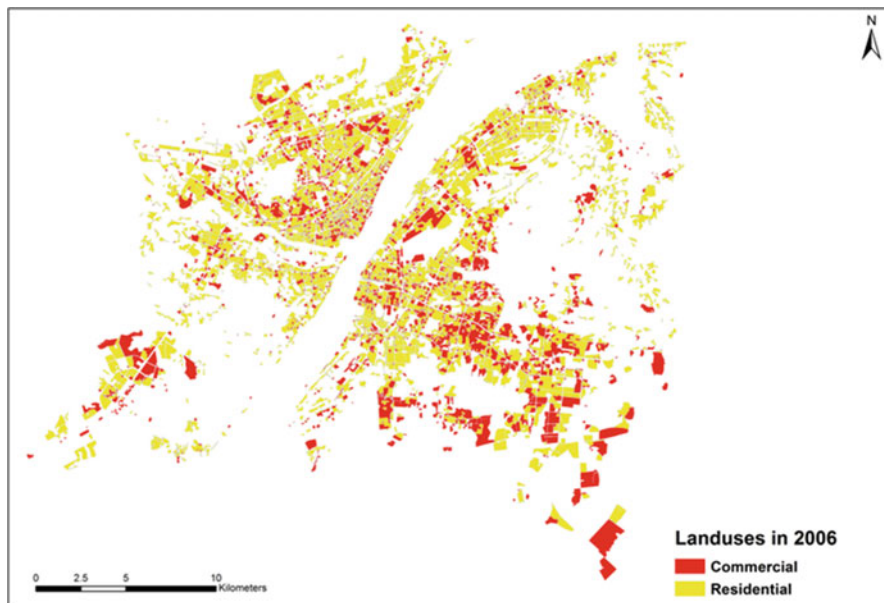 N
Landuses in 2006
Commercial
Residential
0 2.5 5 10
Kilometers